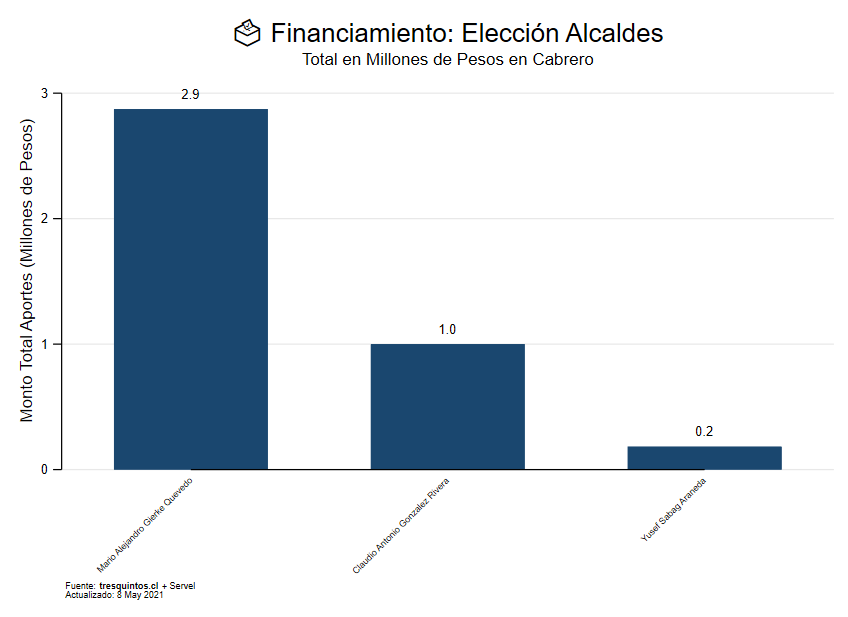 Financiamiento: Elección Alcaldes
Total en Millones de Pesos en Cabrero
Monto Total Aportes (Millones de Pesos)
3
2
1
0
2.9
1.0
0.2
Mario Alejandro Gierke Quevedo
Claudio Antonio Gonzalez Rivera
Yusef Sabag Araneda
Fuente: tresquintos.cl + Servel
Actualizado: 8 May 2021